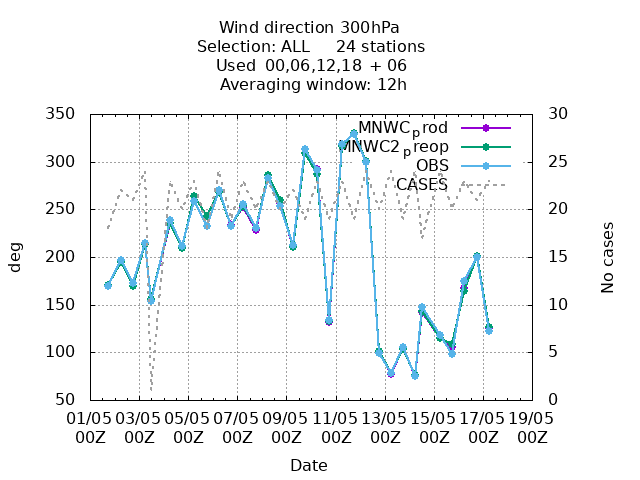 Wind direction 300hPa
Selection: ALL 24 stations
Used 00,06,12,18 + 06
Averaging window: 12h
350
300
250
200
150
100
50
deg
30
25
20
15
10
5
0
No cases
MNWCprod
MNWC2preop
OBS
CASES
01/05 03/05 05/05 07/05 09/05 11/05 13/05 15/05 17/05 19/05
00Z 00Z 00Z 00Z 00Z 00Z 00Z 00Z 00Z 00Z
Date